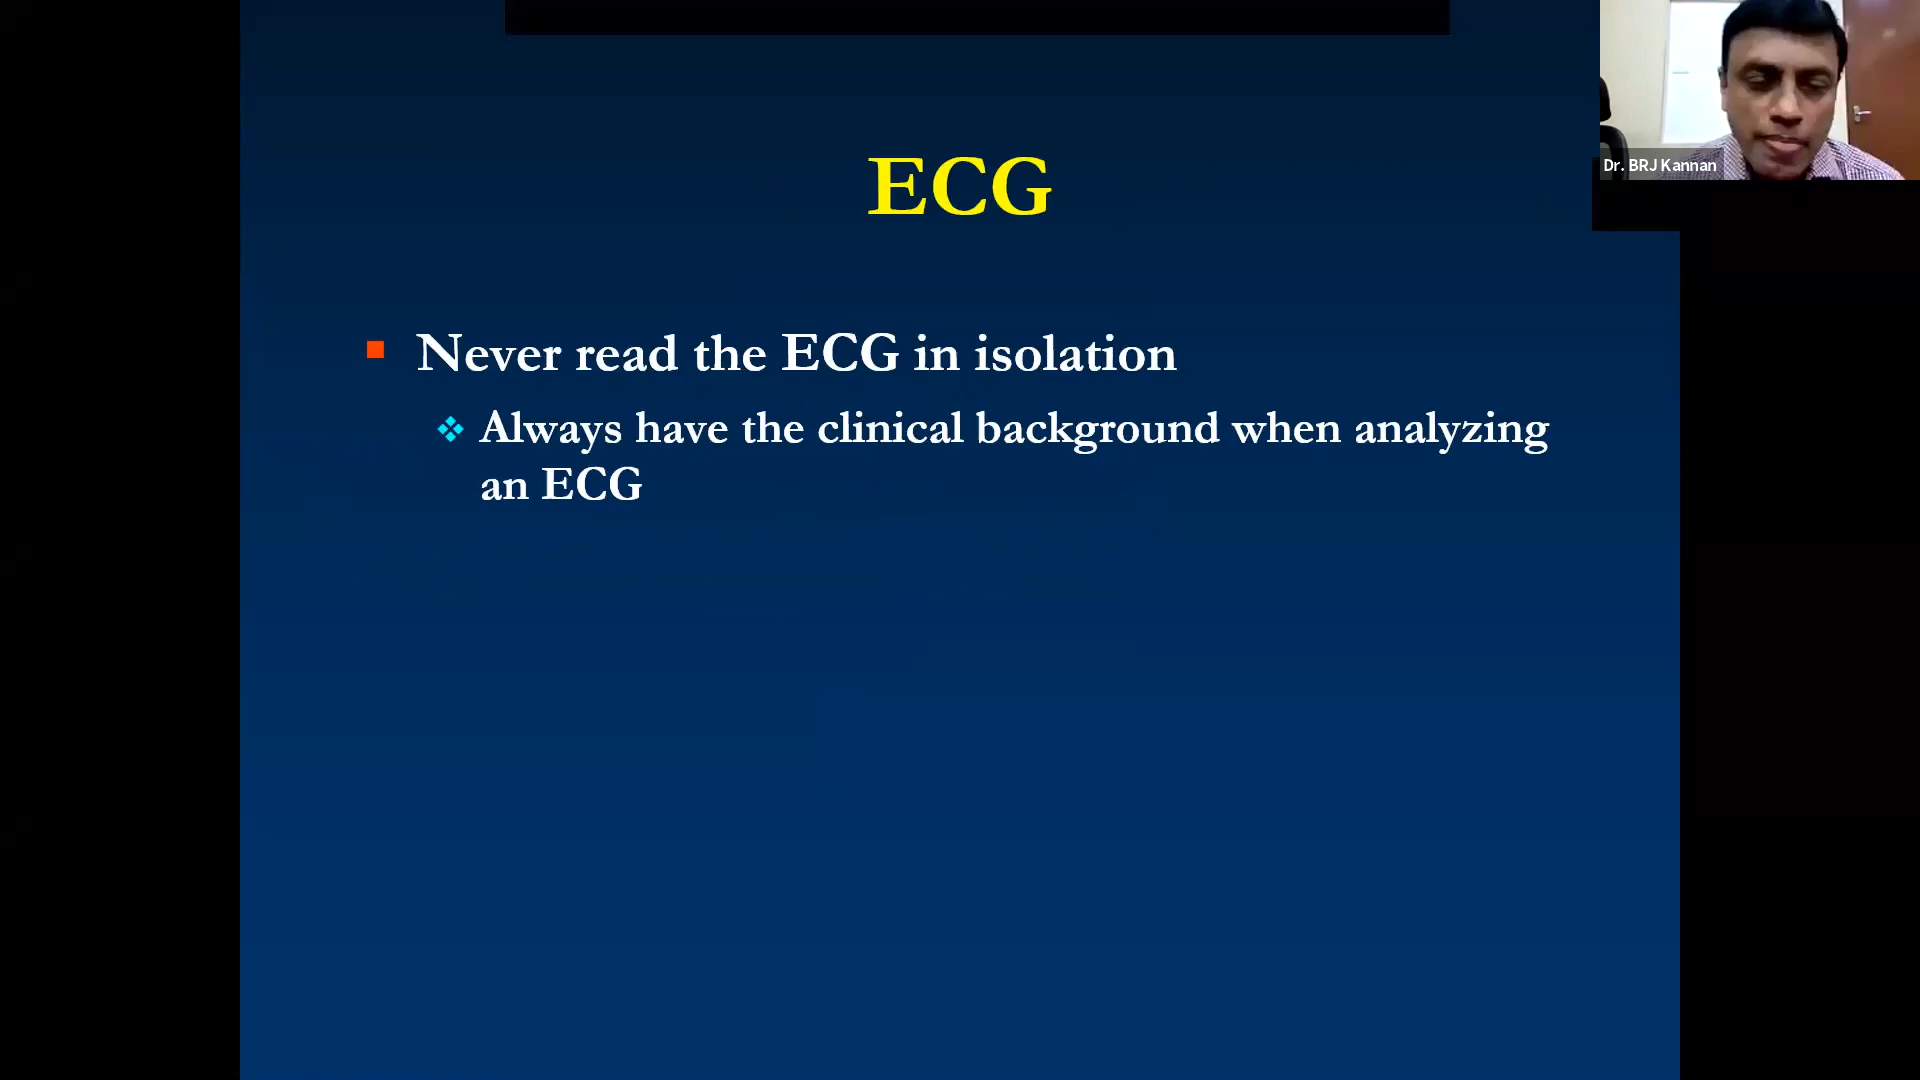 ECG
Never read the ECG in isolation
Always have the clinical background when analyzing
an ECG
Dr. BRJ Kannan